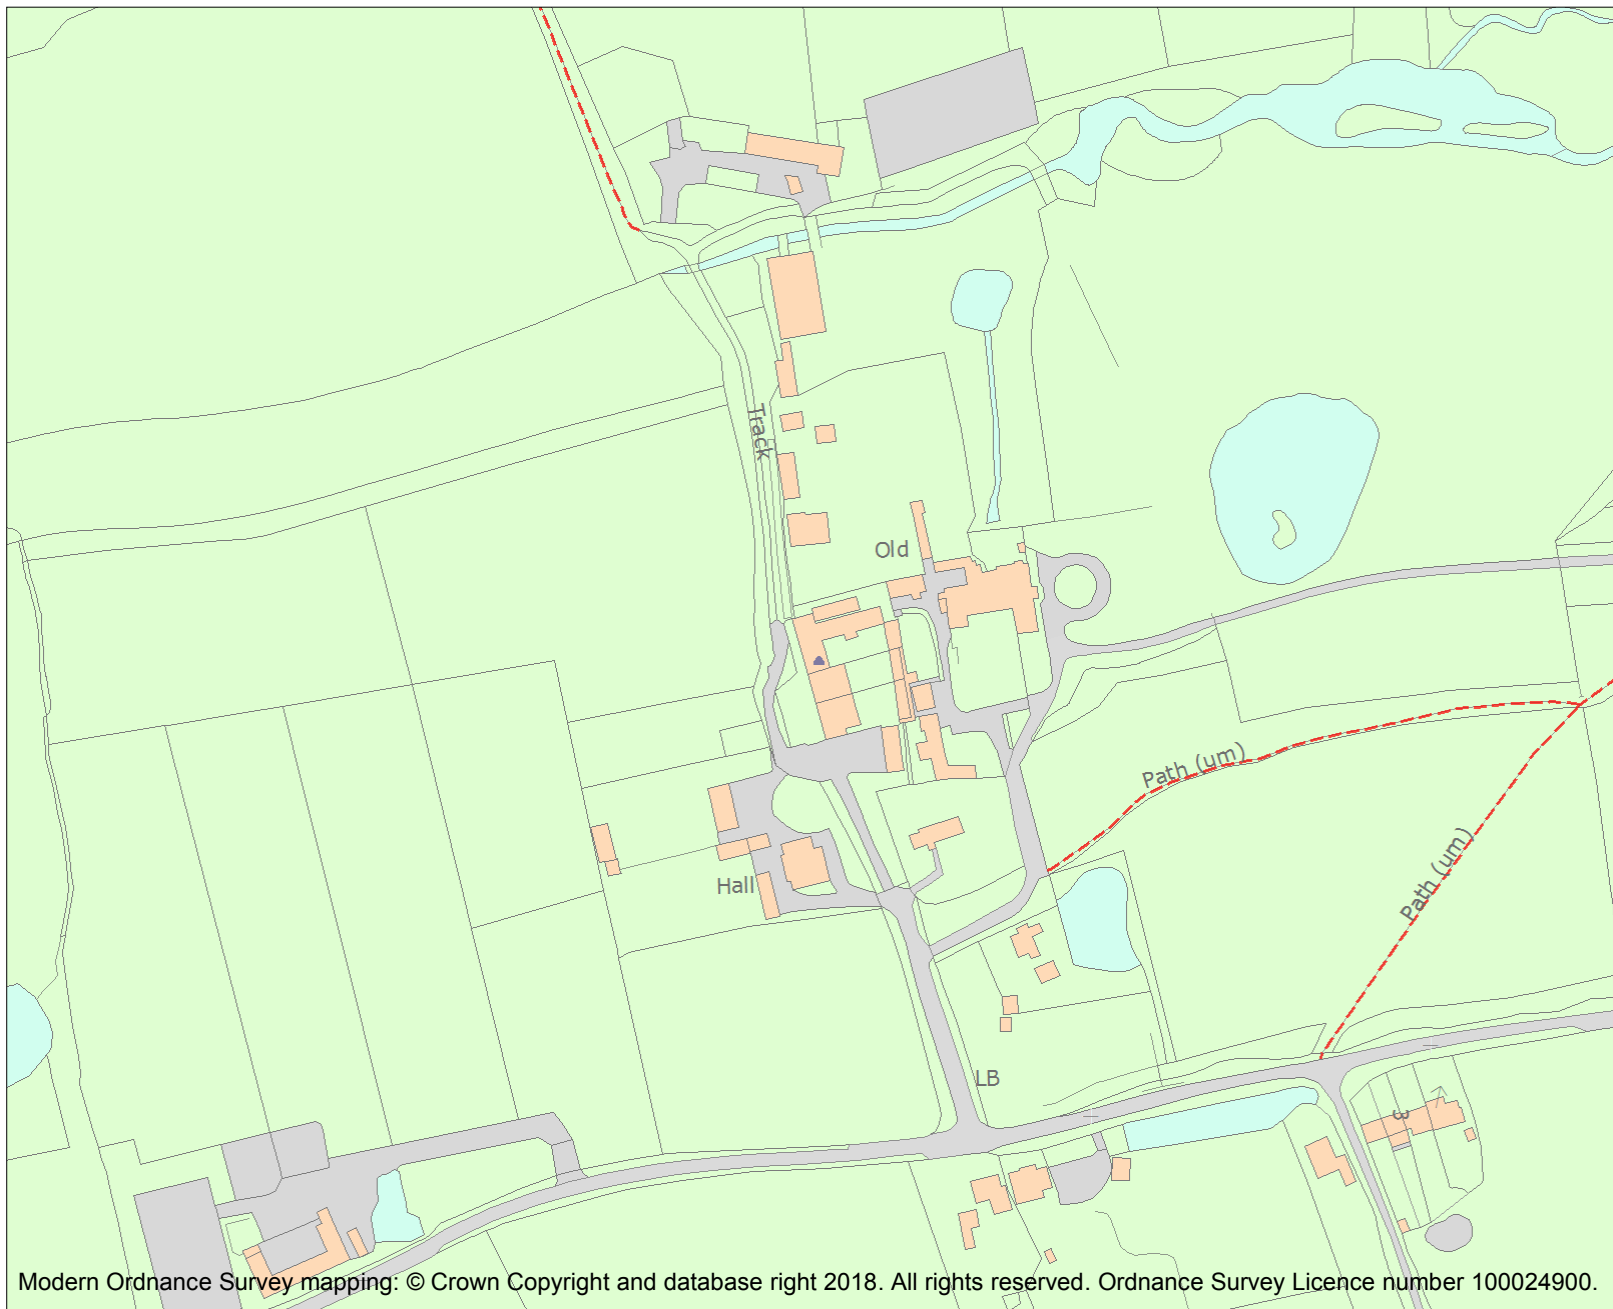 Track
Old
Path (um)
Path (um)
Hall
LB
3
Modern Ordnance Survey mapping: © Crown Copyright and database right 2018. All rights reserved. Ordnance Survey Licence number 100024900.